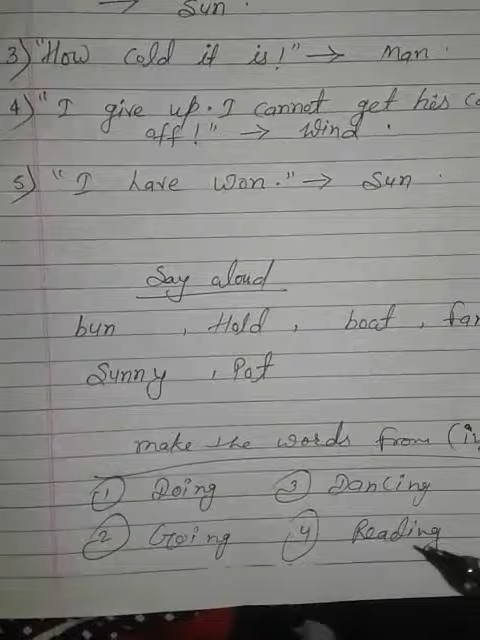 → Sun.
3) "How cold it is!" → Man.
4) "I give up. I cannot get his
off!" → Wind.
5) "I have won." → Sun.
Say aloud
bun, Hold, boat,
Sunny, Pot
make the words from
① Doing ③ Dancing
② Going ④ Reading